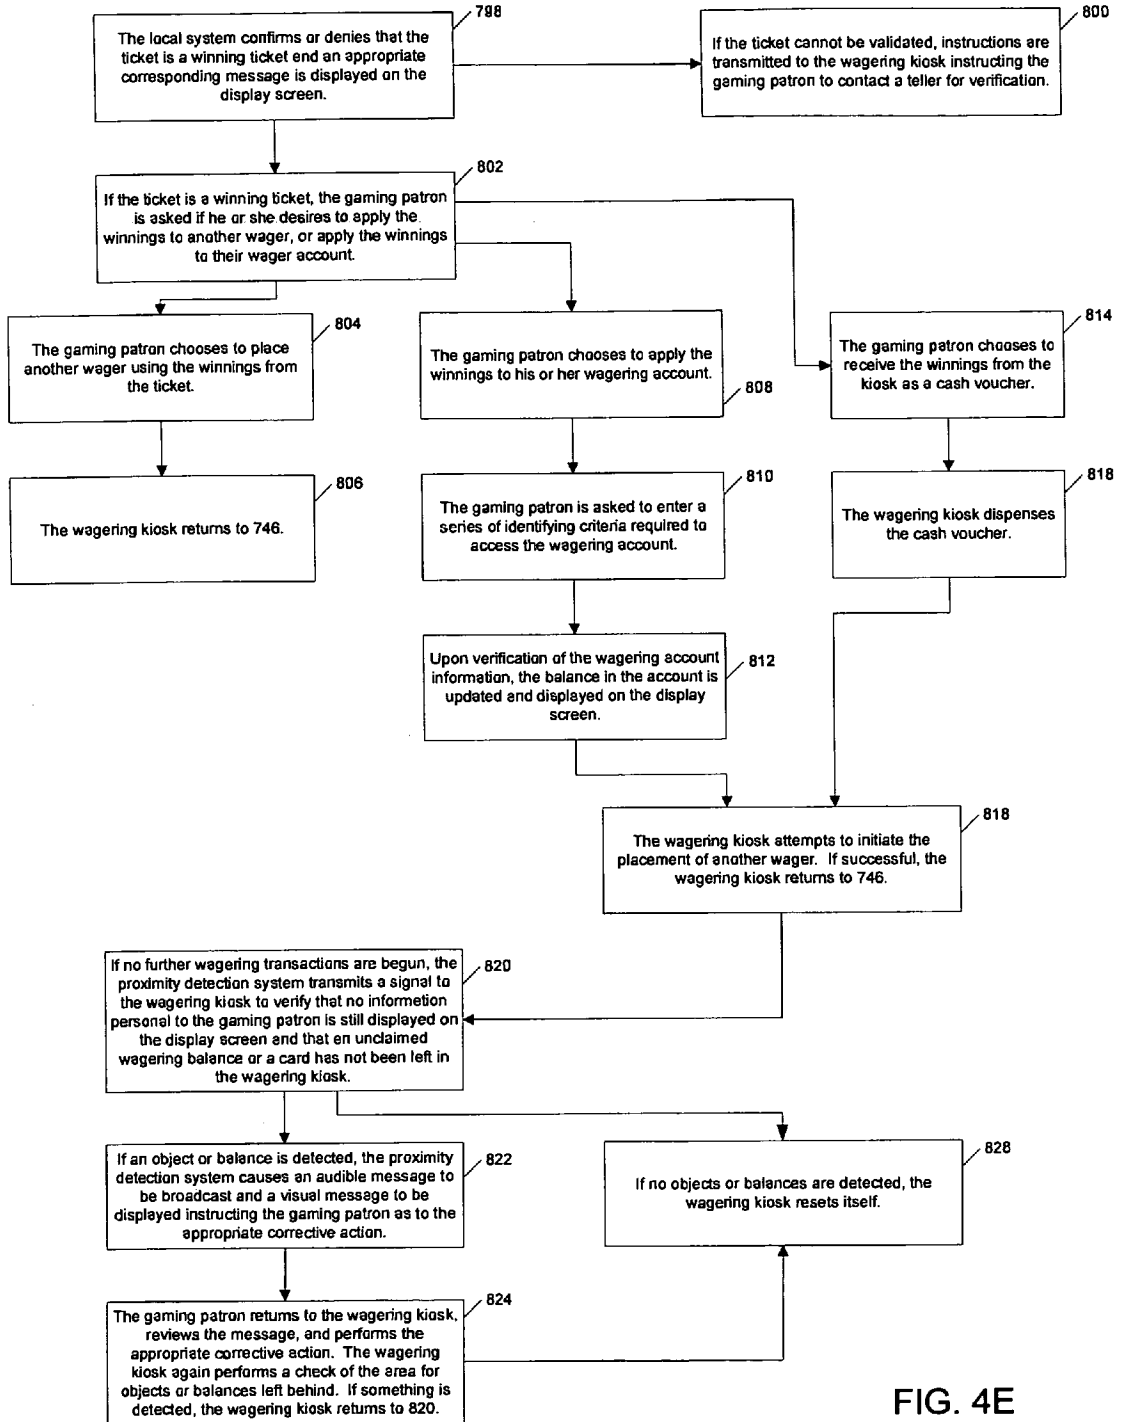 798
The local system confirms or denies that the
ticket is a winning ticket end an appropriate
corresponding message is displayed on the
display screen.
800
If the ticket cannot be validated, instructions are
transmitted to the wagering kiosk instructing the
gaming patron to contact a teller for verification.
802
If the ticket is a winning ticket, the gaming patron
is asked if he or she desires to apply the
winnings to another wager, or apply the winnings
to their wager account.
804
The gaming patron chooses to place
another wager using the winnings from
the ticket.
The gaming patron chooses to apply the
winnings to his or her wagering account.
808
814
The gaming patron chooses to
receive the winnings from the
kiosk as a cash voucher.
806
The wagering kiosk returns to 746.
810
The gaming patron is asked to enter a
series of identifying criteria required to
access the wagering account.
818
The wagering kiosk dispenses
the cash voucher.
812
Upon verification of the wagering account
information, the balance in the account is
updated and displayed on the display
screen.
818
The wagering kiosk attempts to initiate the
placement of another wager. If successful, the
wagering kiosk returns to 746.
820
If no further wagering transactions are begun, the
proximity detection system transmits a signal to
the wagering kiosk to verify that no informetion
personal to the gaming patron is still displayed on
the display screen and that en unclaimed
wagering balance or a card has not been left in
the wagering kiosk.
822
If an object or balance is detected, the proximity
detection system causes an audible message to
be broadcast and a visual message to be
displayed instructing the gaming patron as to the
appropriate corrective action.
828
If no objects or balances are detected, the
wagering kiosk resets itself.
824
The gaming patron returns to the wagering kiosk,
reviews the message, and performs the
appropriate corrective action. The wagering
kiosk again performs a check of the area for
objects or balances left behind. If something is
detected, the wagering kiosk returns to 820.
FIG. 4E